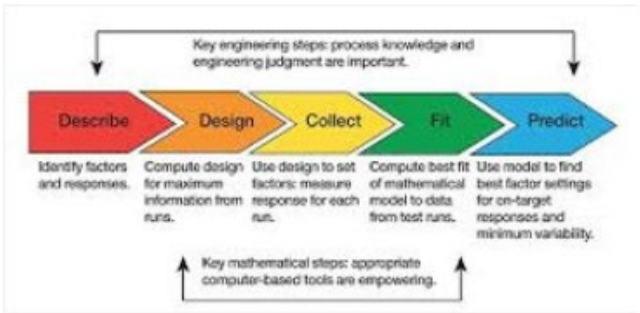 Key engineering steps: process knowledge and
engineering judgment are important.
Describe
Design
Collect
Fit
Predict
Identify factors
and responses.
Compute design
for maximum
information from
runs.
Use design to set
factors: measure
response for each
run.
Compute best fit
of mathematical
model to data
from test runs.
Use model to find
best factor settings
for on-target
responses and
minimum variability.
Key mathematical steps: appropriate
computer-based tools are empowering.